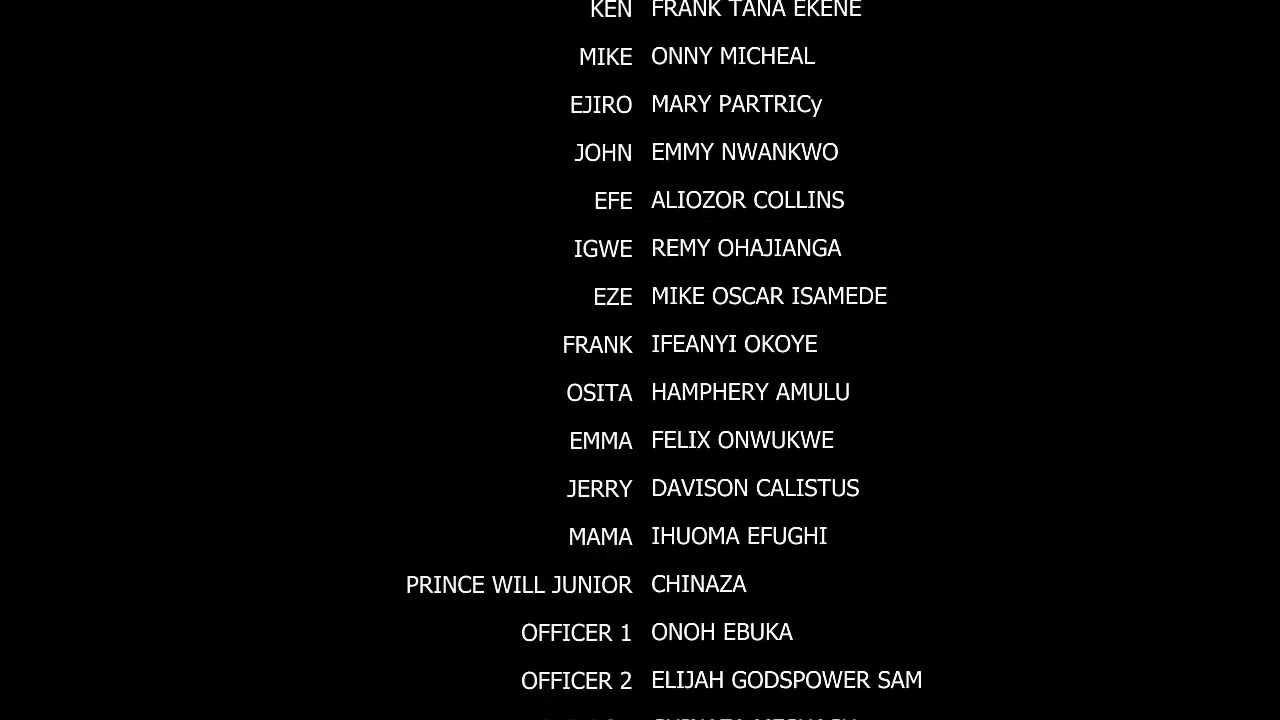 KEN FRANK TANA EKENE
MIKE ONNY MICHEAL
EJIRO MARY PARTRICy
JOHN EMMY NWANKWO
EFE ALIOZOR COLLINS
IGWE REMY OHAJIANGA
EZE MIKE OSCAR ISAMEDE
FRANK IFEANYI OKOYE
OSITA HAMPHERY AMULU
EMMA FELIX ONWUKWE
JERRY DAVISON CALISTUS
MAMA IHUOMA EFUGHI
PRINCE WILL JUNIOR CHINAZA
OFFICER 1 ONOH EBUKA
OFFICER 2 ELIJAH GODSPOWER SAM